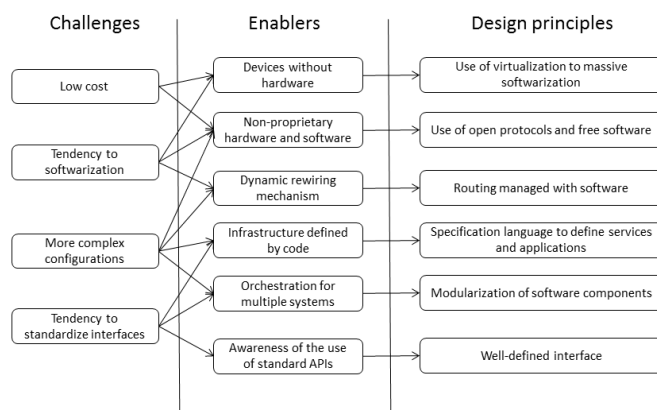 Challenges
Enablers
Design principles
Low cost
Tendency to
softwarization
More complex
configurations
Tendency to
standardize interfaces
Devices without
hardware
Non-proprietary
hardware and software
Dynamic rewiring
mechanism
Infrastructure defined
by code
Orchestration for
multiple systems
Awareness of the use
of standard APIs
Use of virtualization to massive
softwarization
Use of open protocols and free software
Routing managed with software
Specification language to define services
and applications
Modularization of software components
Well-defined interface